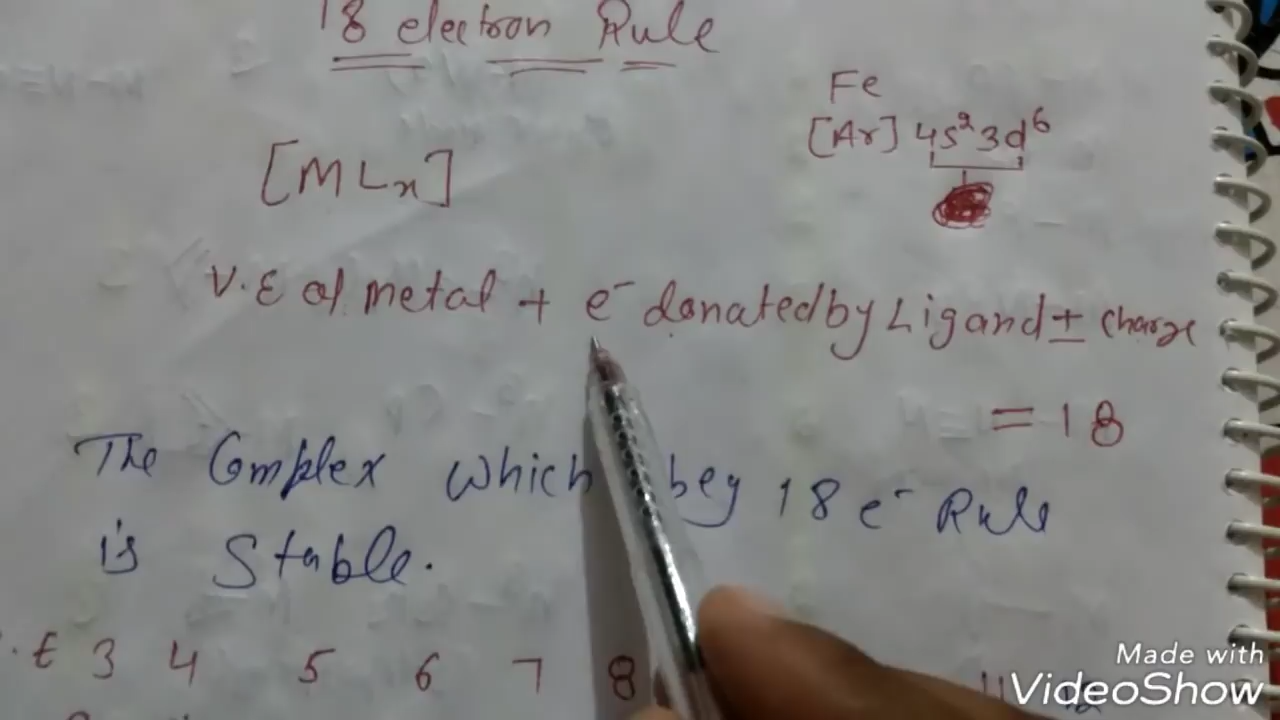 18 electron Rule
Fe
[Ar] 4s² 3d⁶
[MLx]
V.E of metal + e⁻ donated by Ligand ± charge
= 18
The Complex which bey 18 e⁻ Rule
is Stable.
.E 3 4 5 6 7 8
Made with
VideoShow